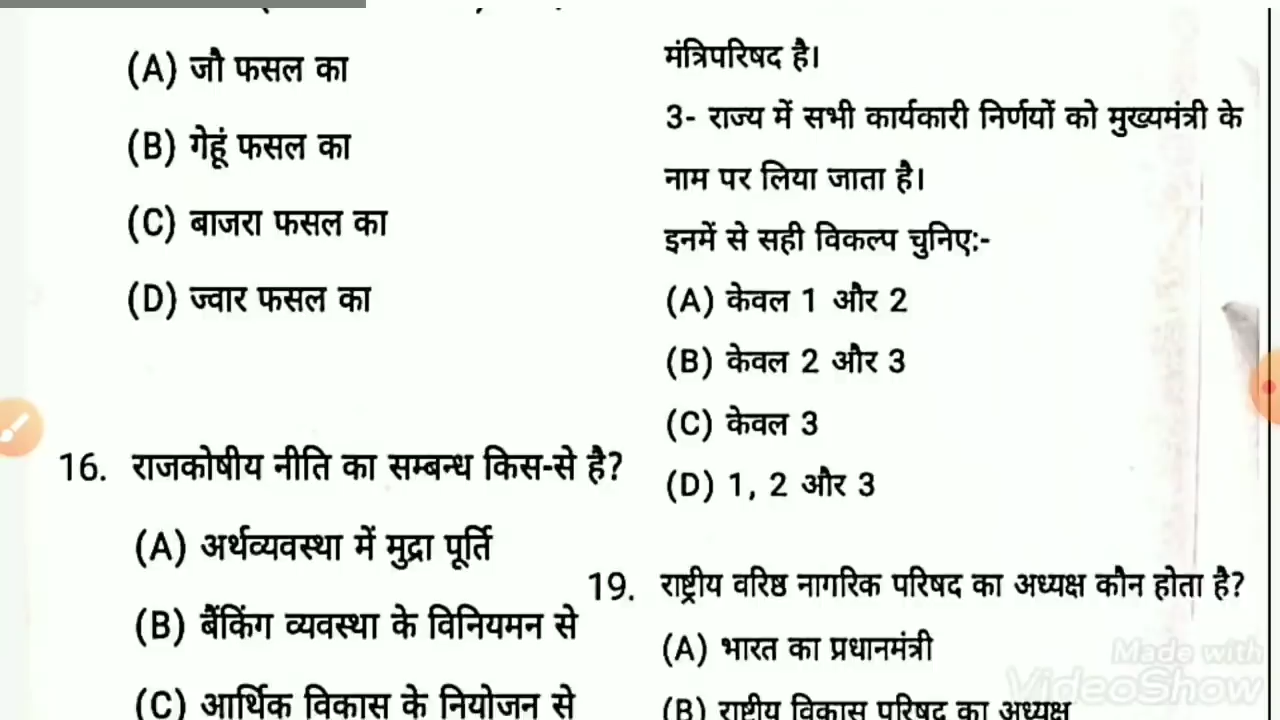 (A) जौ फसल का
(B) गेहूं फसल का
(C) बाजरा फसल का
(D) ज्वार फसल का
16. राजकोषीय नीति का सम्बन्ध किस-से है?
(A) अर्थव्यवस्था में मुद्रा पूर्ति
(B) बैंकिंग व्यवस्था के विनियमन से
(C) आर्थिक विकास के नियोजन से
मंत्रिपरिषद है।
3- राज्य में सभी कार्यकारी निर्णयों को मुख्यमंत्री के
नाम पर लिया जाता है।
इनमें से सही विकल्प चुनिए:-
(A) केवल 1 और 2
(B) केवल 2 और 3
(C) केवल 3
(D) 1, 2 और 3
19. राष्ट्रीय वरिष्ठ नागरिक परिषद का अध्यक्ष कौन होता है?
(A) भारत का प्रधानमंत्री
(B) राष्ट्रीय विकास परिषद का अध्यक्ष
Made with
VideoShow